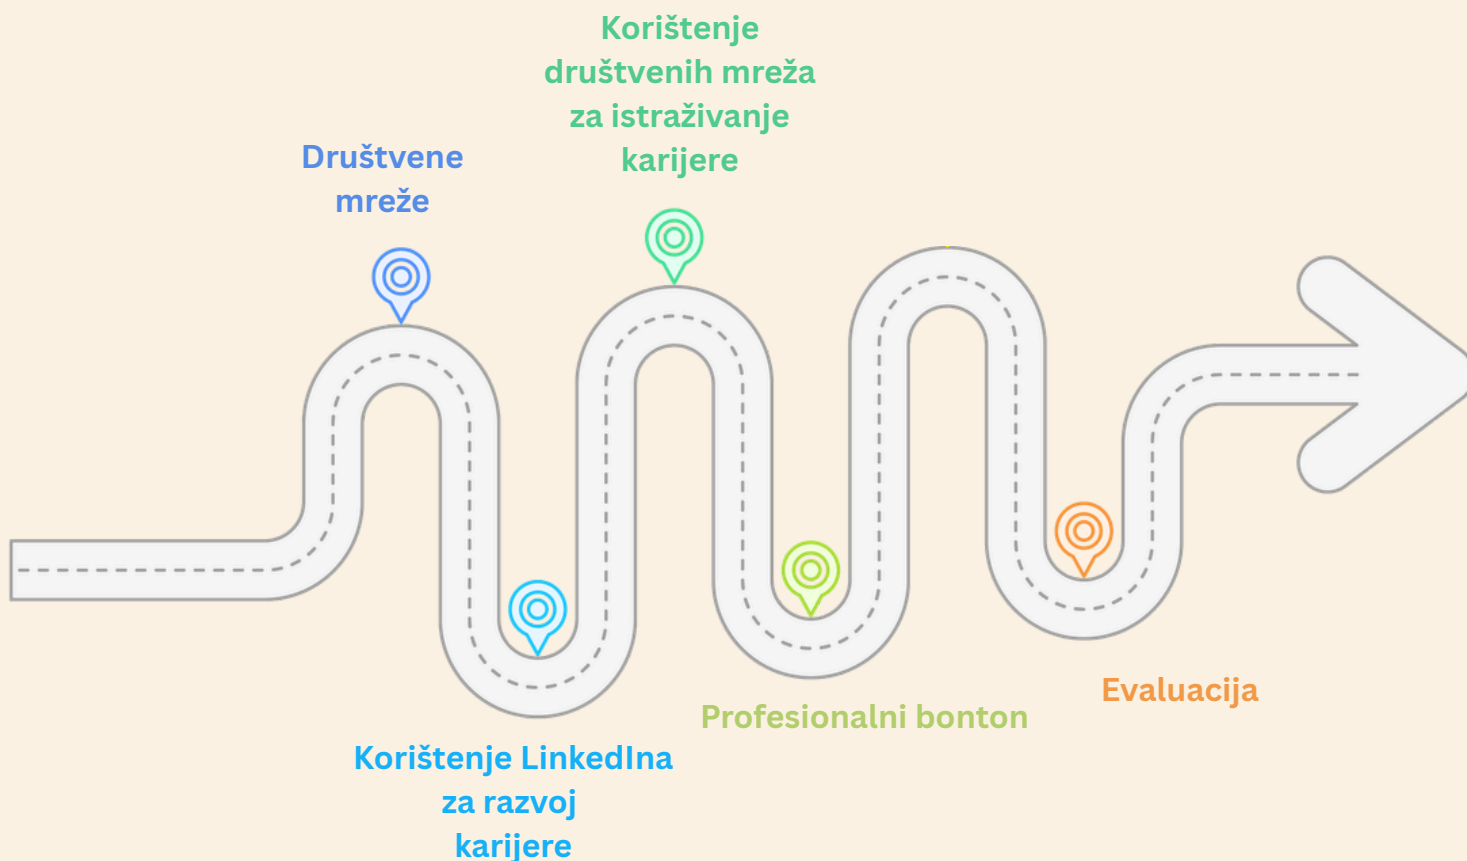 Društvene
mreže
Korištenje LinkedIna
za razvoj
karijere
Korištenje
društvenih mreža
za istraživanje
karijere
Profesionalni bonton
Evaluacija